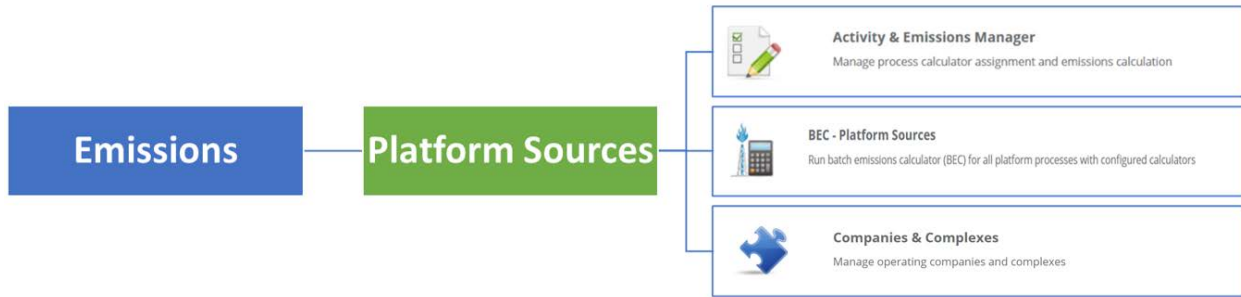 Emissions
Platform Sources
Activity & Emissions Manager
Manage process calculator assignment and emissions calculation
BEC - Platform Sources
Run batch emissions calculator (BEC) for all platform processes with configured calculators
Companies & Complexes
Manage operating companies and complexes